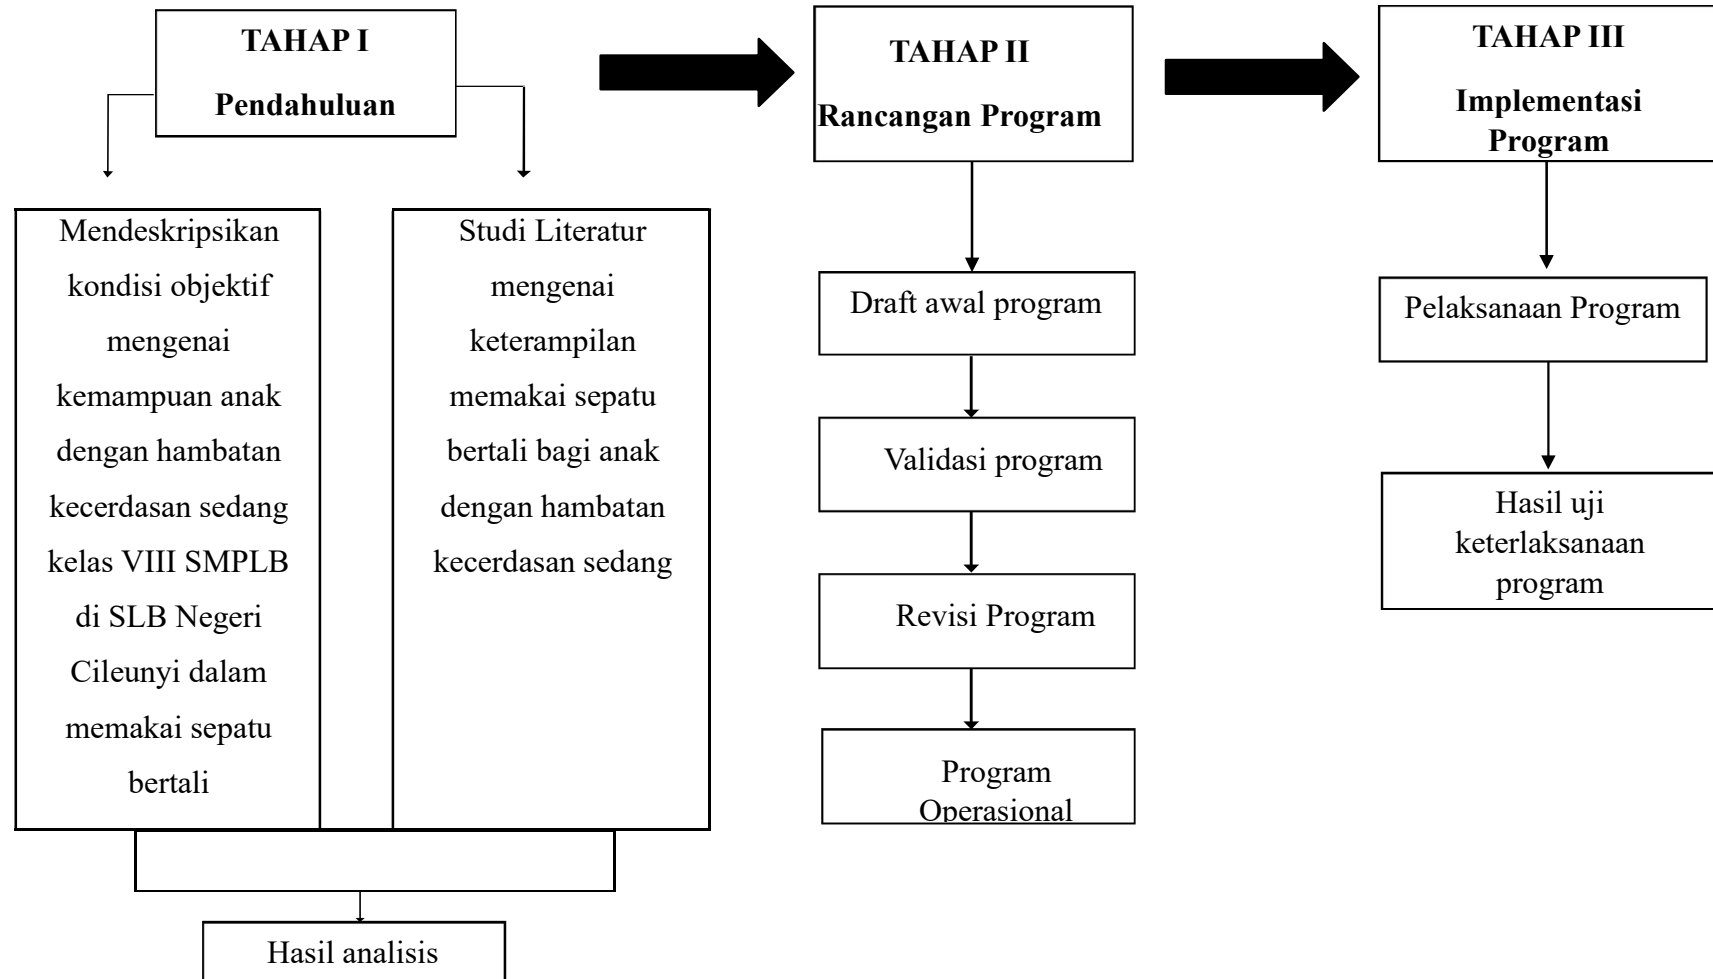 TAHAP I
Pendahuluan
Mendeskripsikan
kondisi objektif
mengenai
kemampuan anak
dengan hambatan
kecerdasan sedang
kelas VIII SMPLB
di SLB Negeri
Cileunyi dalam
memakai sepatu
bertali
Studi Literatur
mengenai
keterampilan
memakai sepatu
bertali bagi anak
dengan hambatan
kecerdasan sedang
Hasil analisis
TAHAP II
Rancangan Program
Draft awal program
Validasi program
Revisi Program
Program
Operasional
TAHAP III
Implementasi
Program
Pelaksanaan Program
Hasil uji
keterlaksanaan
program